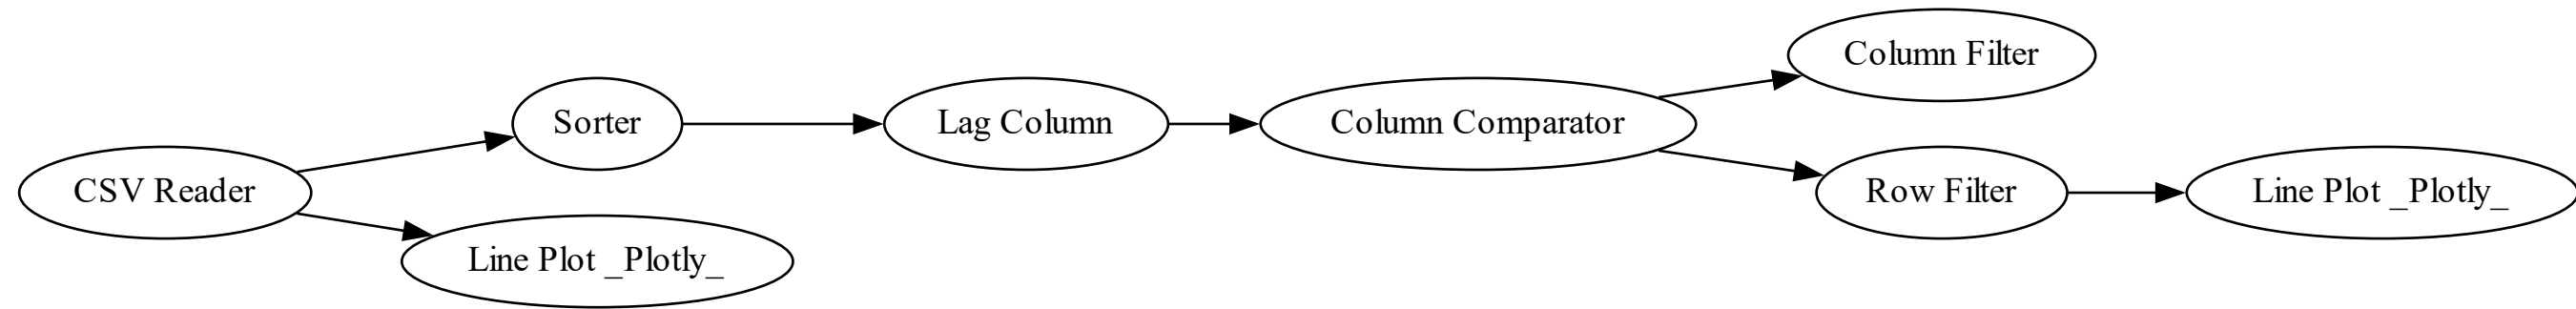 CSV Reader
Sorter
Line Plot _Plotly_
Lag Column
Column Comparator
Column Filter
Row Filter
Line Plot _Plotly_